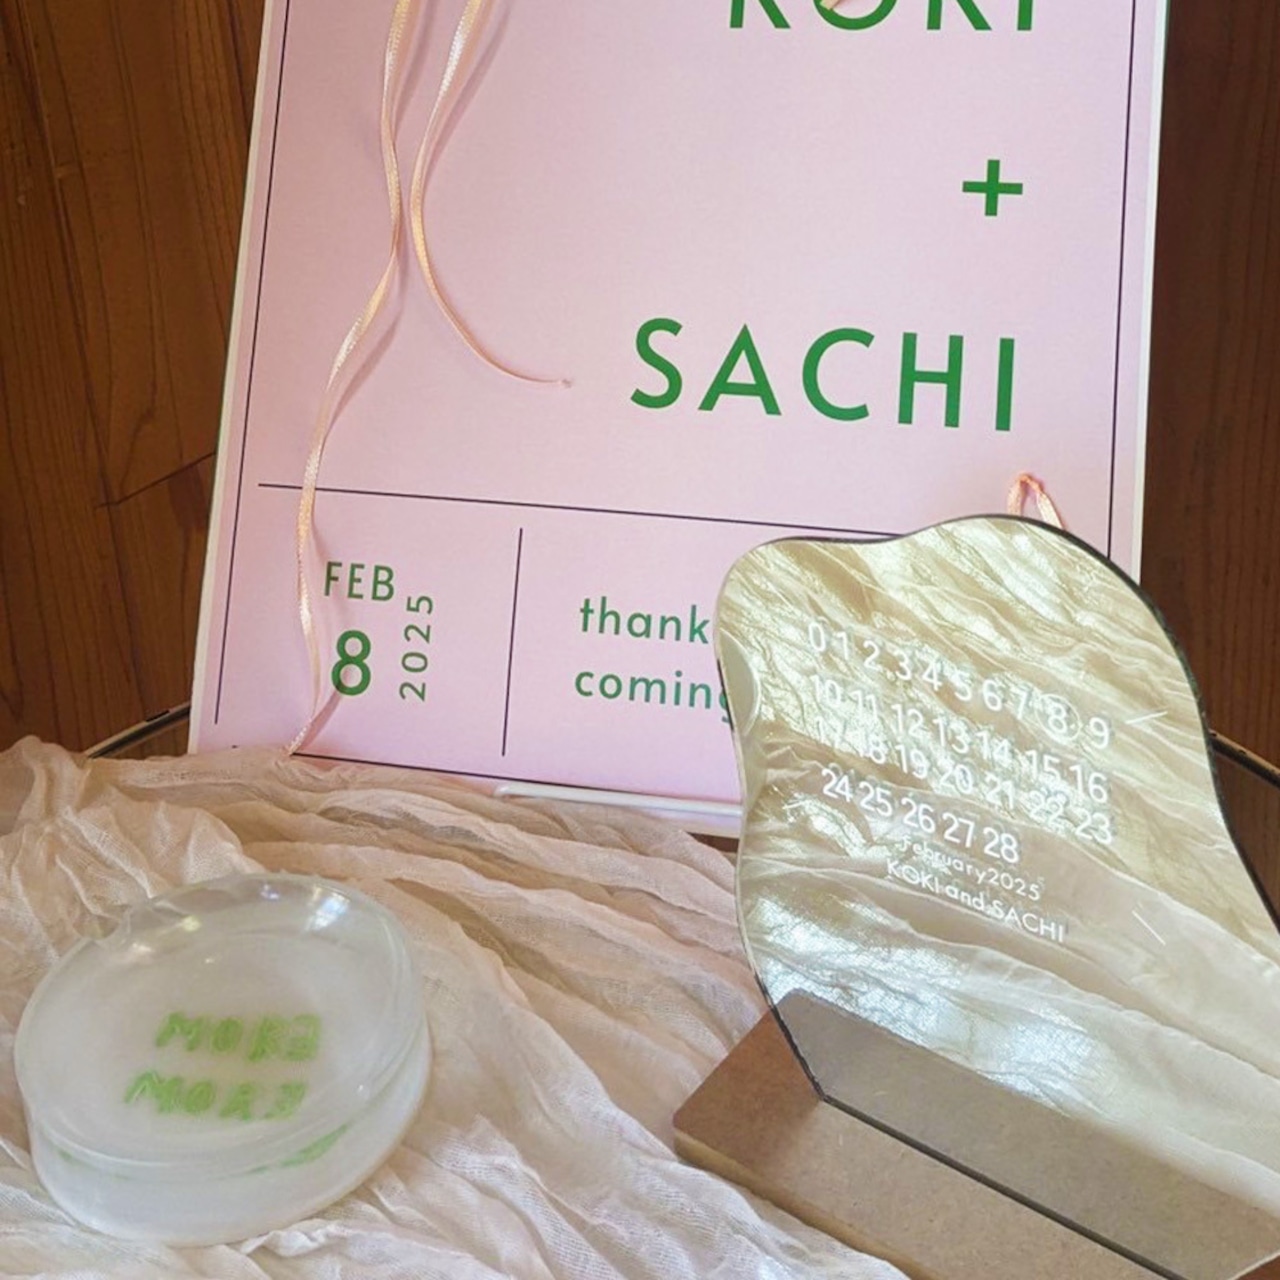 KOKI
+
SACHI
FEB
8
2025
thank
coming
0 1 2 3 4 5 6 7 8 9
10 11 12 13 14 15 16
17 18 19 20 21 22 23
24 25 26 27 28
February2025
KOKI and SACHI